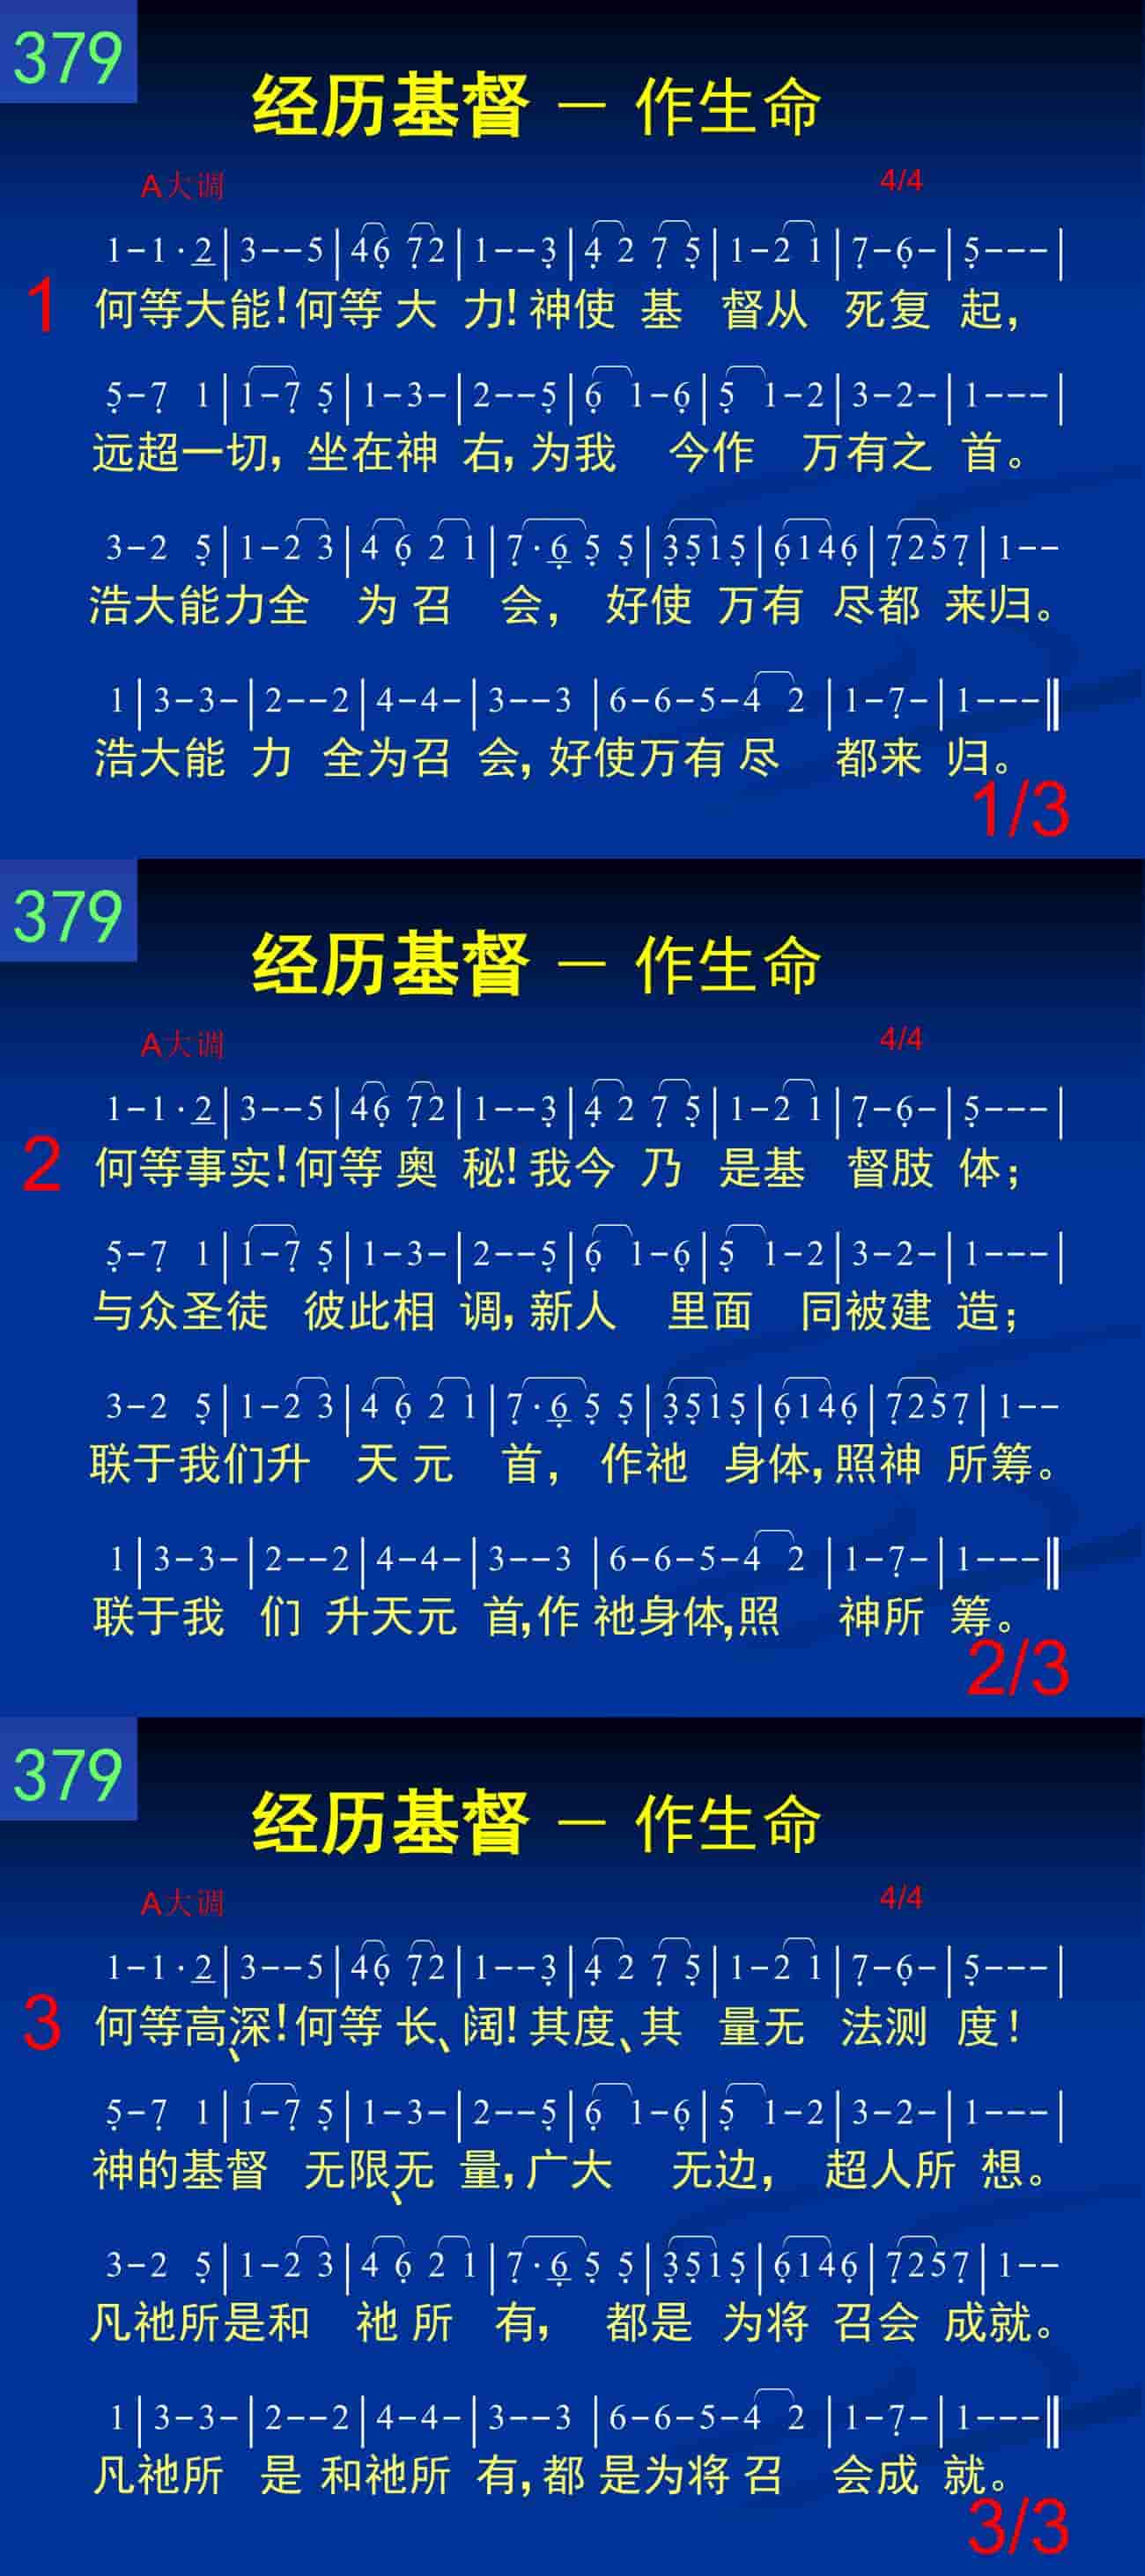 379
经历基督 — 作生命
A大调 4/4
1-1·2|3--5|46 72|1--3|4 2 7 5|1-2 1|7-6-|5---|
1 何等大能!何等 大 力!神使 基 督从 死复 起,
5-7 1|1-7 5|1-3-|2--5|6 1-6|5 1-2|3-2-|1---|
远超一切, 坐在神 右,为我 今作 万有之 首。
3-2 5|1-2 3|4 6 2 1|7·6 5 5|3515|6146|7257|1--
浩大能力全 为 召 会, 好使 万有 尽都 来归。
1|3-3-|2--2|4-4-|3--3|6-6-5-4 2|1-7-|1---‖
浩大能 力 全为召 会,好使万有 尽 都来 归。
1/3
379
经历基督 — 作生命
A大调 4/4
1-1·2|3--5|46 72|1--3|4 2 7 5|1-2 1|7-6-|5---|
2 何等事实!何等 奥 秘!我今 乃 是基 督肢 体;
5-7 1|1-7 5|1-3-|2--5|6 1-6|5 1-2|3-2-|1---|
与众圣徒 彼此相 调,新人 里面 同被建 造;
3-2 5|1-2 3|4 6 2 1|7·6 5 5|3515|6146|7257|1--
联于我们升 天 元 首, 作祂 身体,照神 所筹。
1|3-3-|2--2|4-4-|3--3|6-6-5-4 2|1-7-|1---‖
联于我 们 升天元 首,作 祂身体,照 神所 筹。
2/3
379
经历基督 — 作生命
A大调 4/4
1-1·2|3--5|46 72|1--3|4 2 7 5|1-2 1|7-6-|5---|
3 何等高、深!何等 长、阔!其度、其 量无 法测 度!
5-7 1|1-7 5|1-3-|2--5|6 1-6|5 1-2|3-2-|1---|
神的基督 无限、无 量,广大 无边, 超人所 想。
3-2 5|1-2 3|4 6 2 1|7·6 5 5|3515|6146|7257|1--
凡祂所是和 祂 所 有, 都是 为将 召会 成就。
1|3-3-|2--2|4-4-|3--3|6-6-5-4 2|1-7-|1---‖
凡祂所 是 和祂所 有,都 是为将 召 会成 就。
3/3